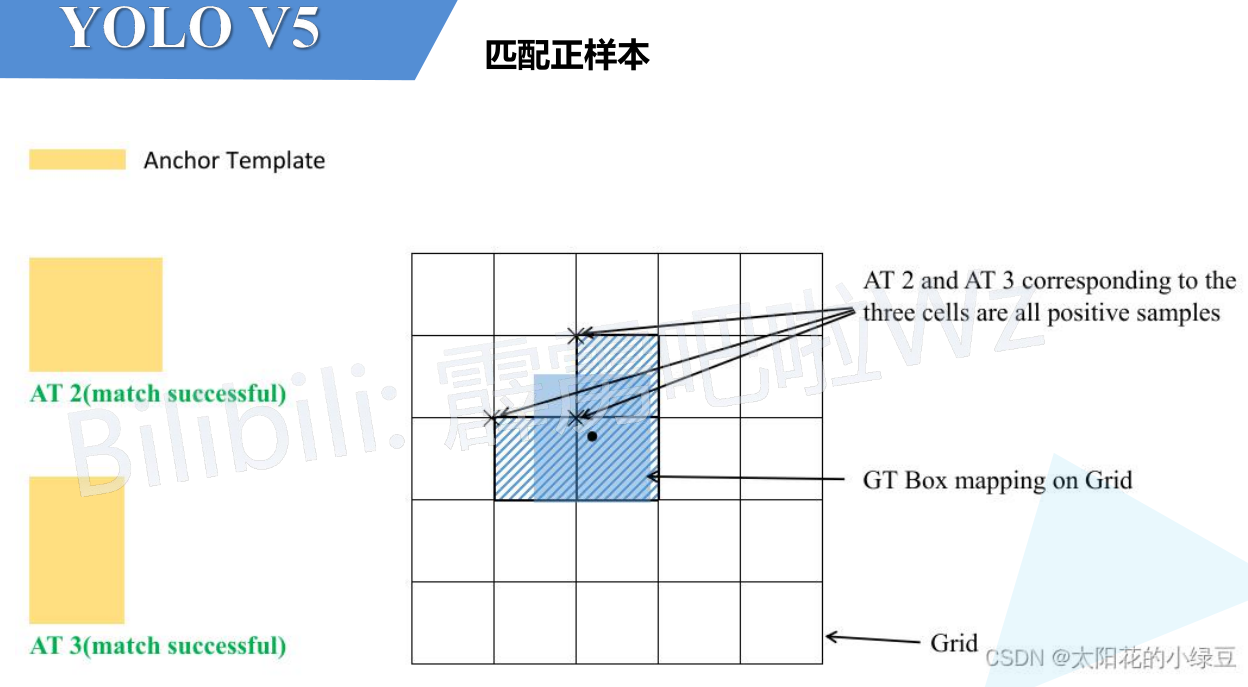 YOLO V5
匹配正样本
Anchor Template
AT 2 and AT 3 corresponding to the
three cells are all positive samples
AT 2(match successful)
Bilibili: 霹雳吧啦Wz
GT Box mapping on Grid
AT 3(match successful)
Grid
CSDN @太阳花的小绿豆